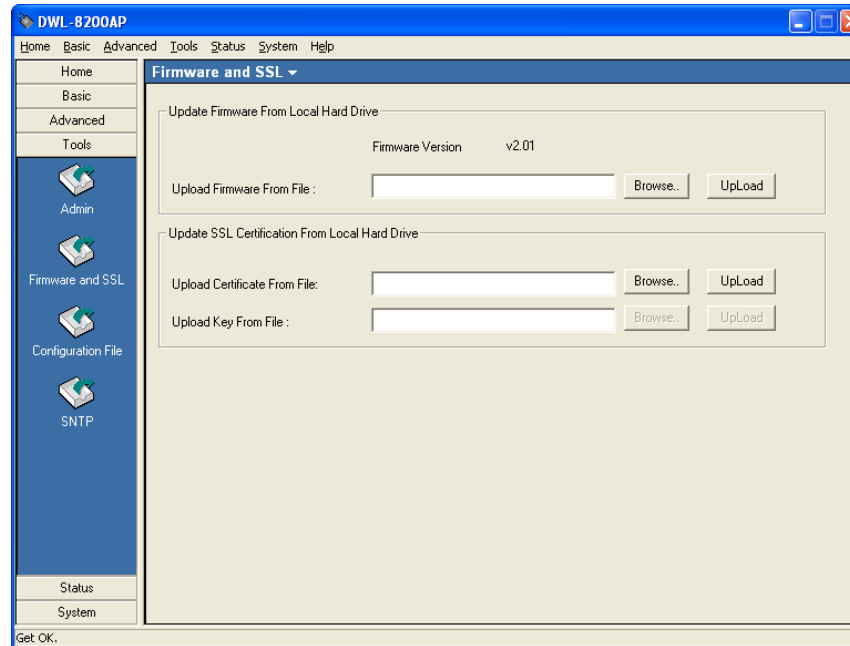 DWL-8200AP
Home Basic Advanced Tools Status System Help
Home
Basic
Advanced
Tools
Admin
Firmware and SSL
Configuration File
SNTP
Status
System
Firmware and SSL
Update Firmware From Local Hard Drive
Firmware Version v2.01
Upload Firmware From File : Browse.. UpLoad
Update SSL Certification From Local Hard Drive
Upload Certificate From File: Browse.. UpLoad
Upload Key From File : Browse.. UpLoad
Get OK.